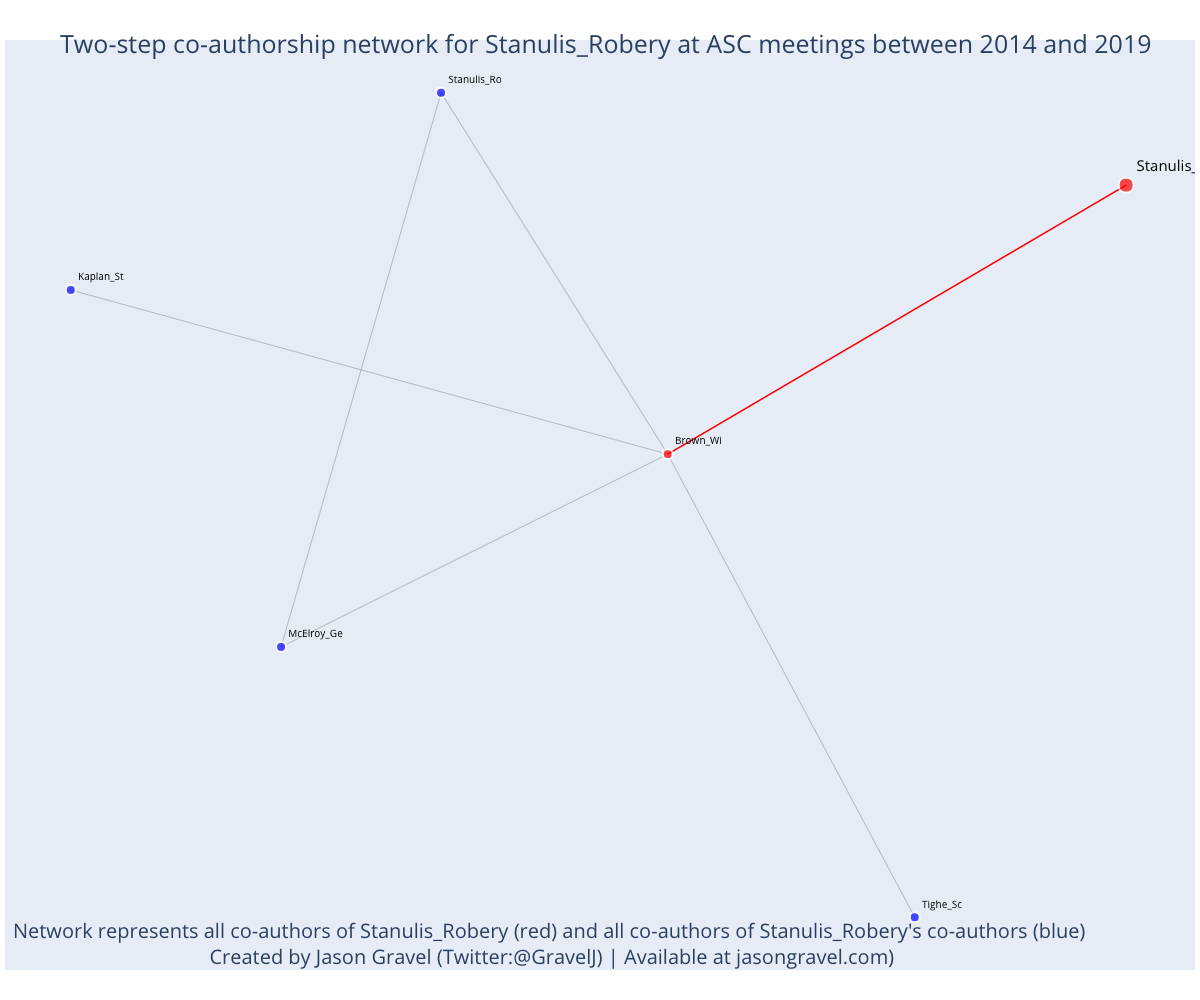 Two-step co-authorship network for Stanulis_Robery at ASC meetings between 2014 and 2019
Stanulis_Ro
Stanulis_
Kaplan_St
Brown_Wi
McElroy_Ge
Tighe_Sc
Network represents all co-authors of Stanulis_Robery (red) and all co-authors of Stanulis_Robery's co-authors (blue)
Created by Jason Gravel (Twitter:@GravelJ) | Available at jasongravel.com)